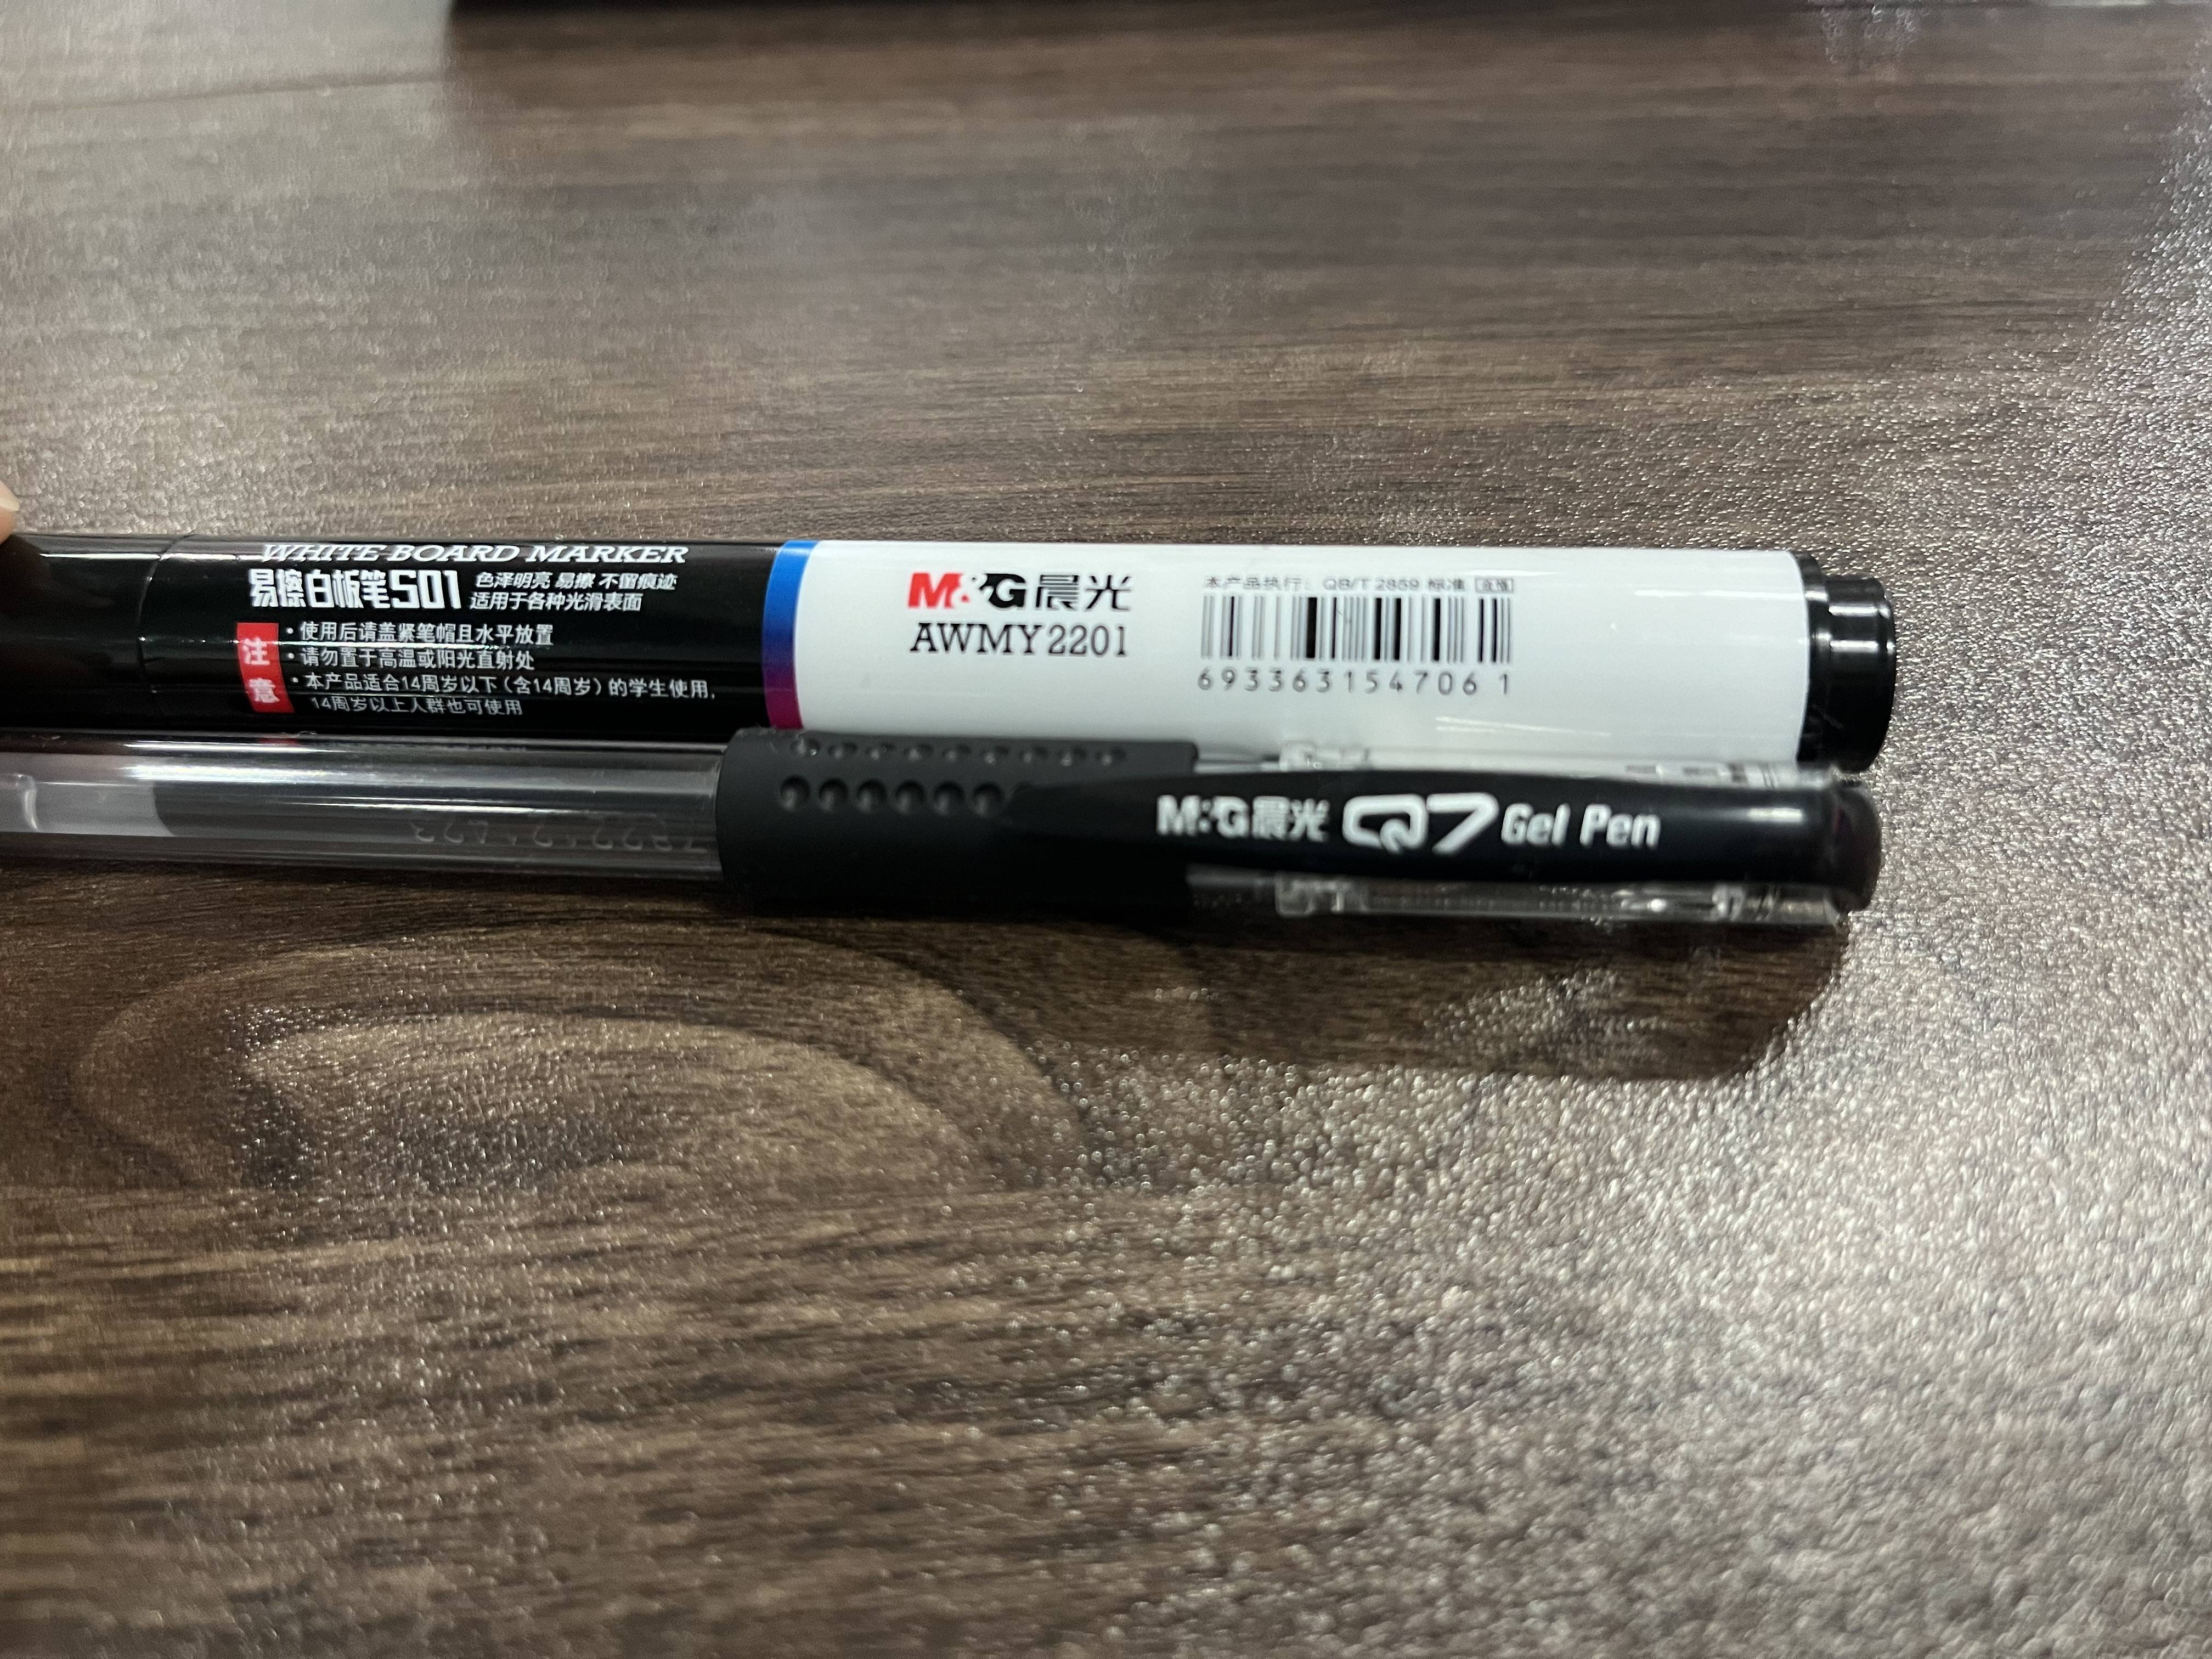 WHITE BOARD MARKER
易擦白板笔S01
色泽明亮 易擦 不留痕迹
适用于各种光滑表面
注意
·使用后请盖紧笔帽且水平放置
·请勿置于高温或阳光直射处
·本产品适合14周岁以下（含14周岁）的学生使用，
14周岁以上人群也可使用
M&G晨光
AWMY2201
本产品执行：QB/T 2859 标准 合格
6933631547061
M&G晨光 Q7 Gel Pen